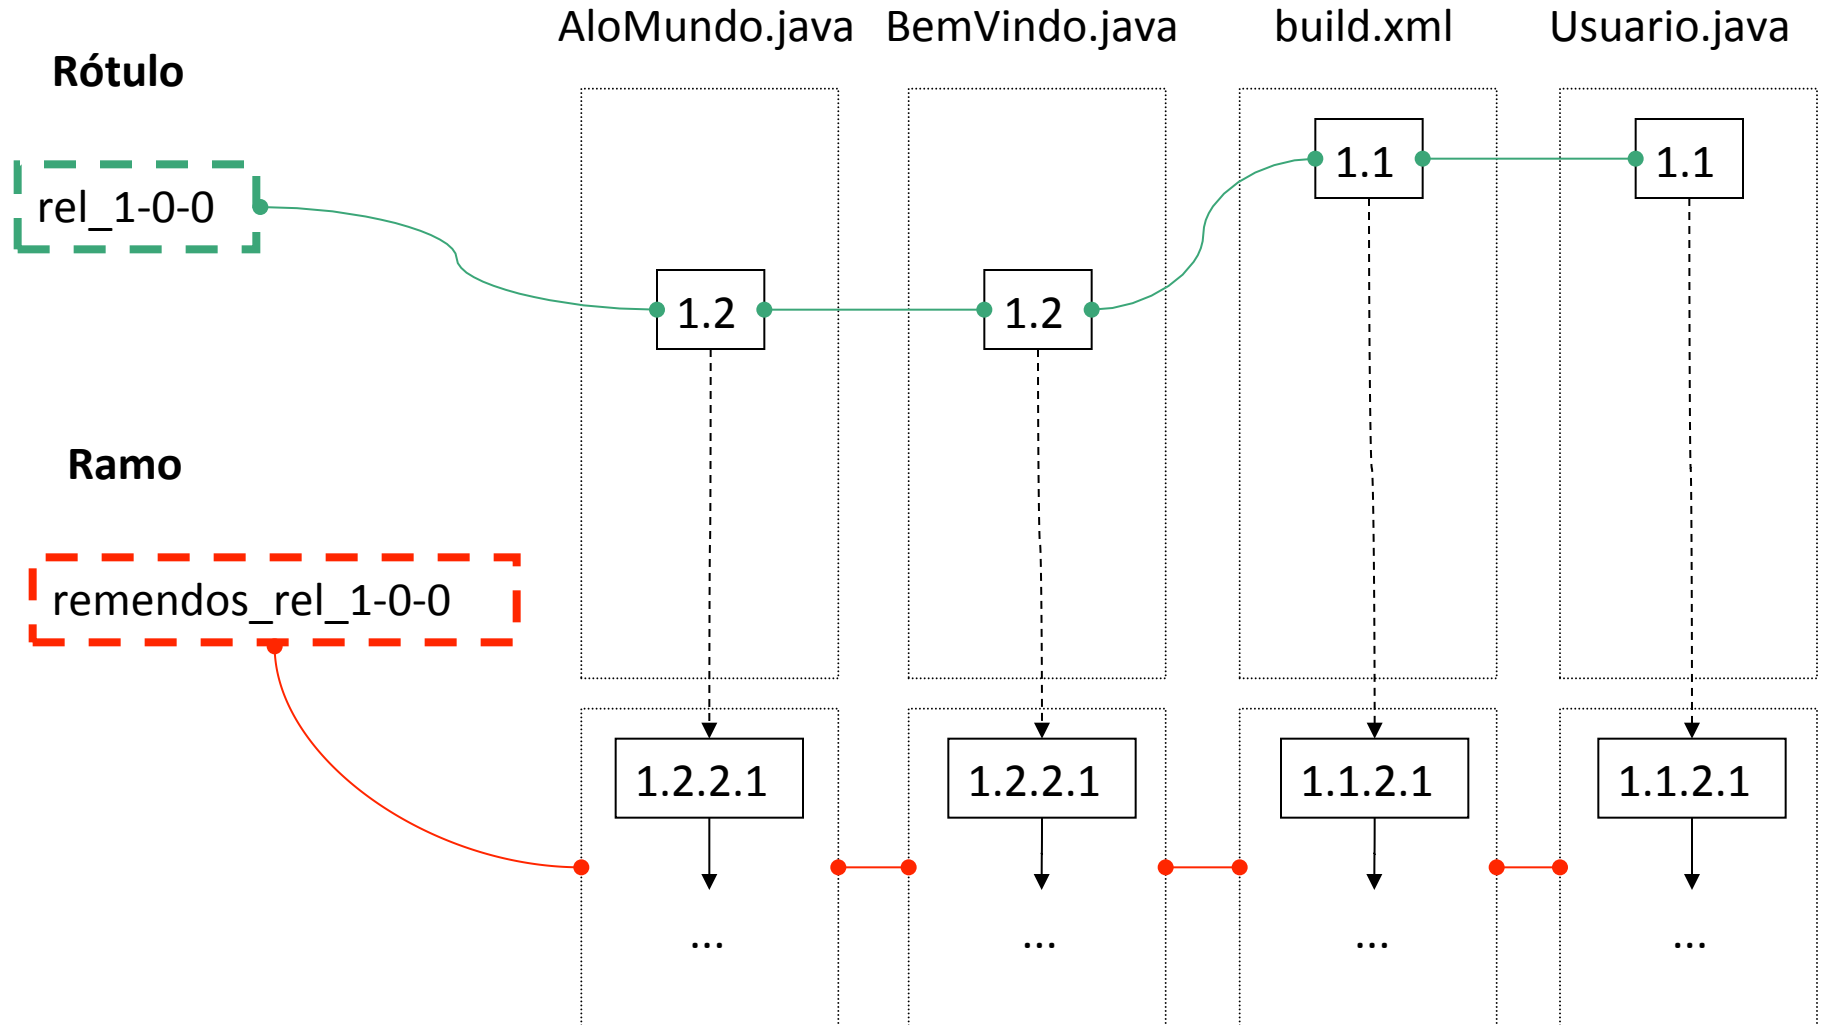 AloMundo.java BemVindo.java build.xml Usuario.java
Rótulo
1.1 1.1
rel_1-0-0
1.2 1.2
Ramo
remendos_rel_1-0-0
1.2.2.1 1.2.2.1 1.1.2.1 1.1.2.1
... ... ... ...